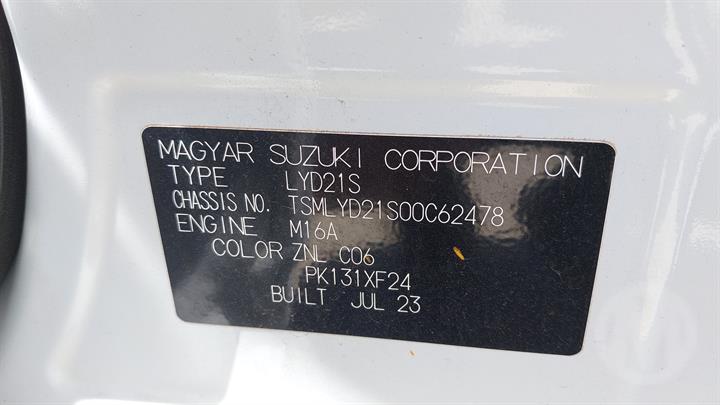 MAGYAR SUZUKI CORPORATION
TYPE LYD21S
CHASSIS NO. TSMLYD21S00C62478
ENGINE M16A
COLOR ZNL C06
PK131XF24
BUILT JUL 23